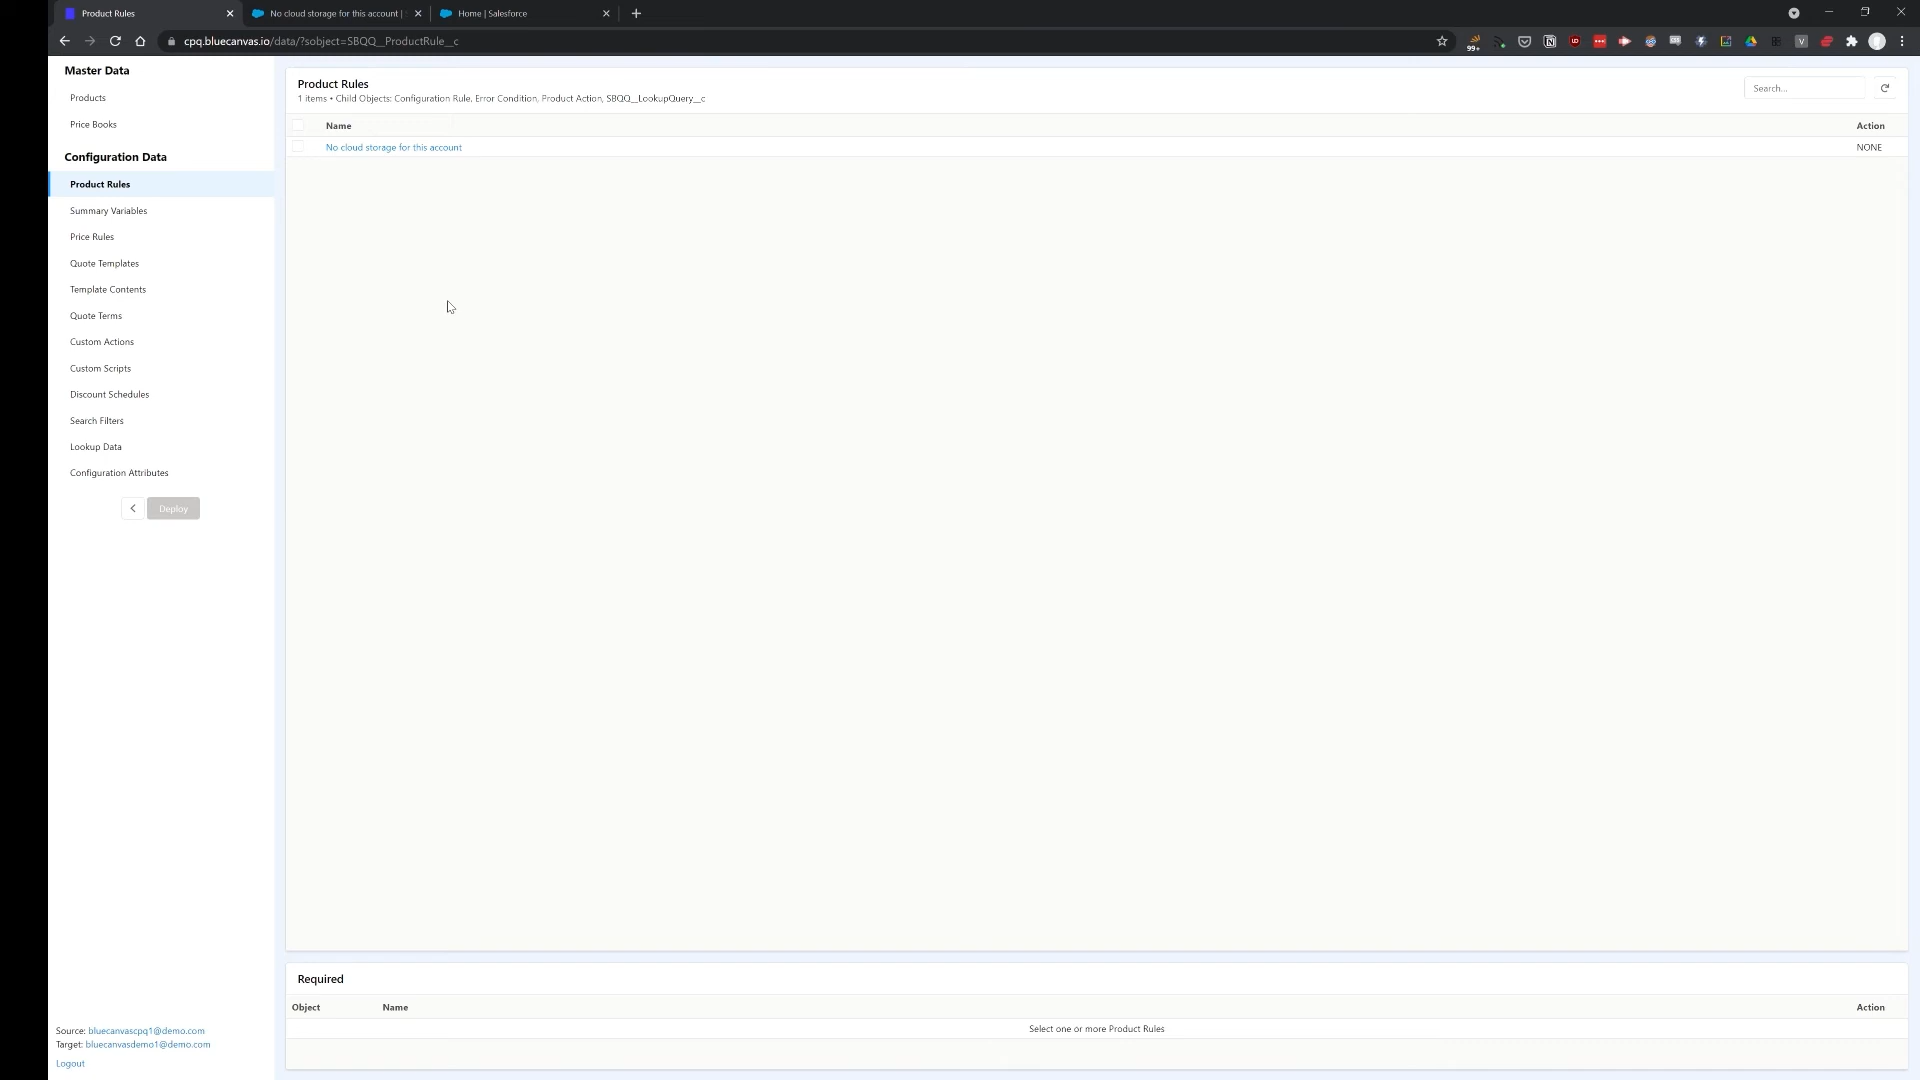 Product Rules
No cloud storage for this account |
Home | Salesforce
cpq.bluecanvas.io/data/?sobject=SBQQ__ProductRule__c
99+
Master Data
Products
Price Books
Configuration Data
Product Rules
Summary Variables
Price Rules
Quote Templates
Template Contents
Quote Terms
Custom Actions
Custom Scripts
Discount Schedules
Search Filters
Lookup Data
Configuration Attributes
Deploy
Source: bluecanvascpq1@demo.com
Target: bluecanvasdemo1@demo.com
Logout
Product Rules
1 items • Child Objects: Configuration Rule, Error Condition, Product Action, SBQQ__LookupQuery__c
Search...
Name Action
No cloud storage for this account NONE
Required
Object Name Action
Select one or more Product Rules